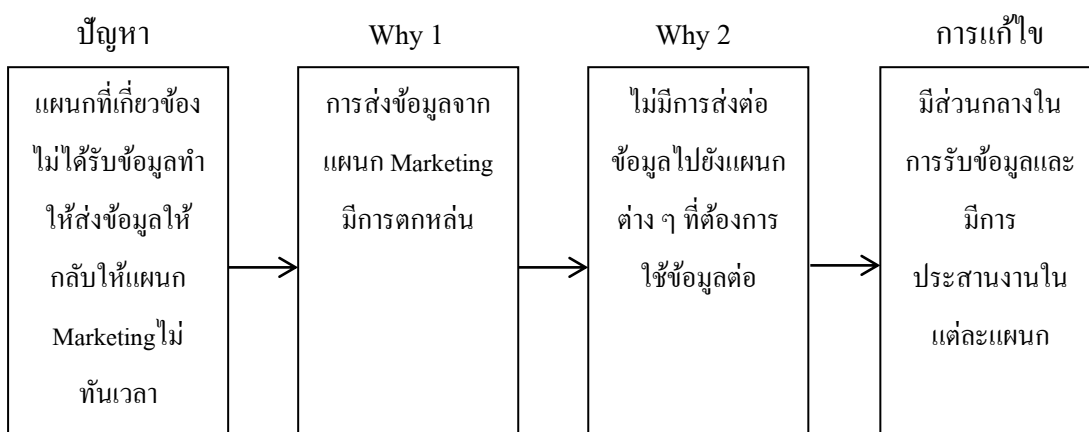 ปัญหา
Why 1
Why 2
การแก้ไข
แผนกที่เกี่ยวข้อง
ไม่ได้รับข้อมูลทำ
ให้ส่งข้อมูลให้
กลับให้แผนก
Marketingไม่
ทันเวลา
การส่งข้อมูลจาก
แผนก Marketing
มีการตกหล่น
ไม่มีการส่งต่อ
ข้อมูลไปยังแผนก
ต่าง ๆ ที่ต้องการ
ใช้ข้อมูลต่อ
มีส่วนกลางใน
การรับข้อมูลและ
มีการ
ประสานงานใน
แต่ละแผนก